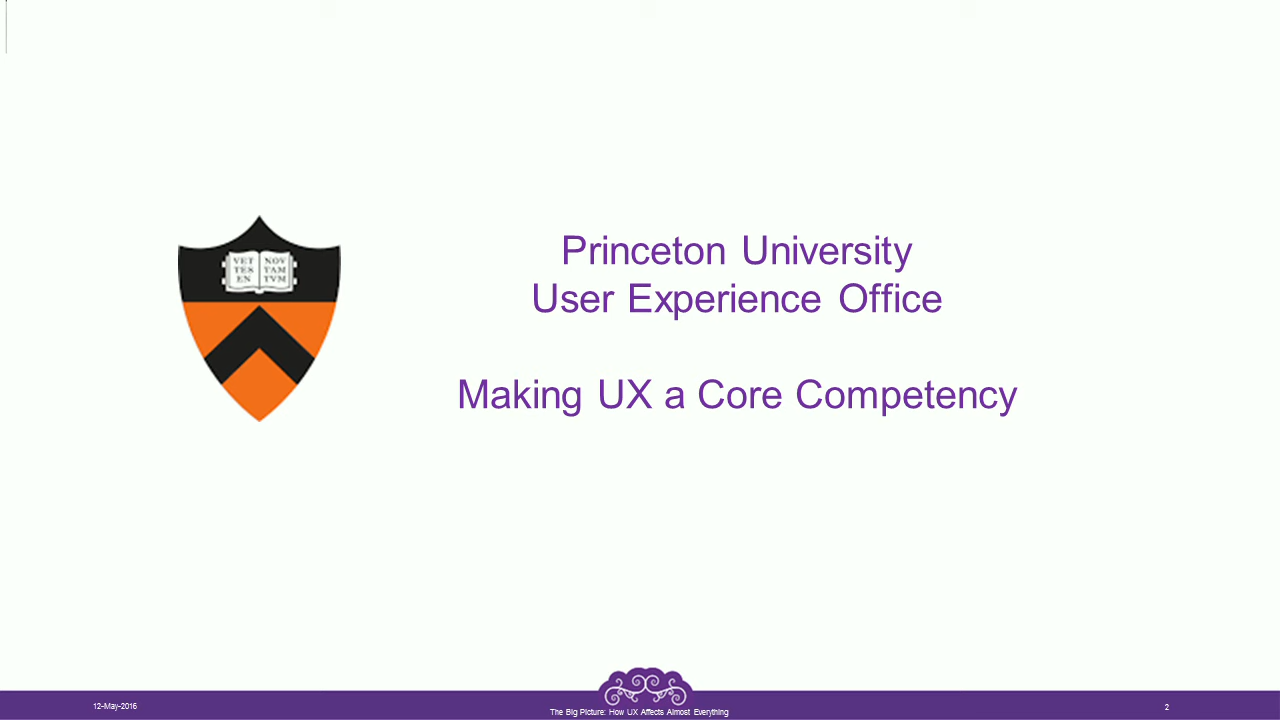 VET NOV
TES TAM
EN TVM
Princeton University
User Experience Office
Making UX a Core Competency
12-May-2016
The Big Picture: How UX Affects Almost Everything
2